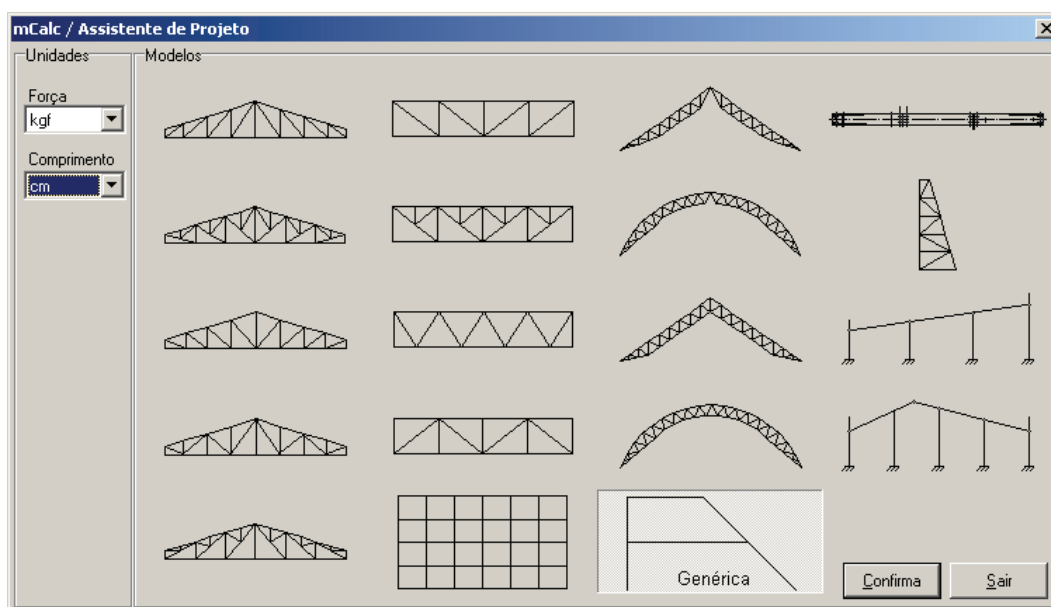 mCalc / Assistente de Projeto
Unidades
Modelos
Força
kgf
Comprimento
cm
Genérica
Confirma
Sair